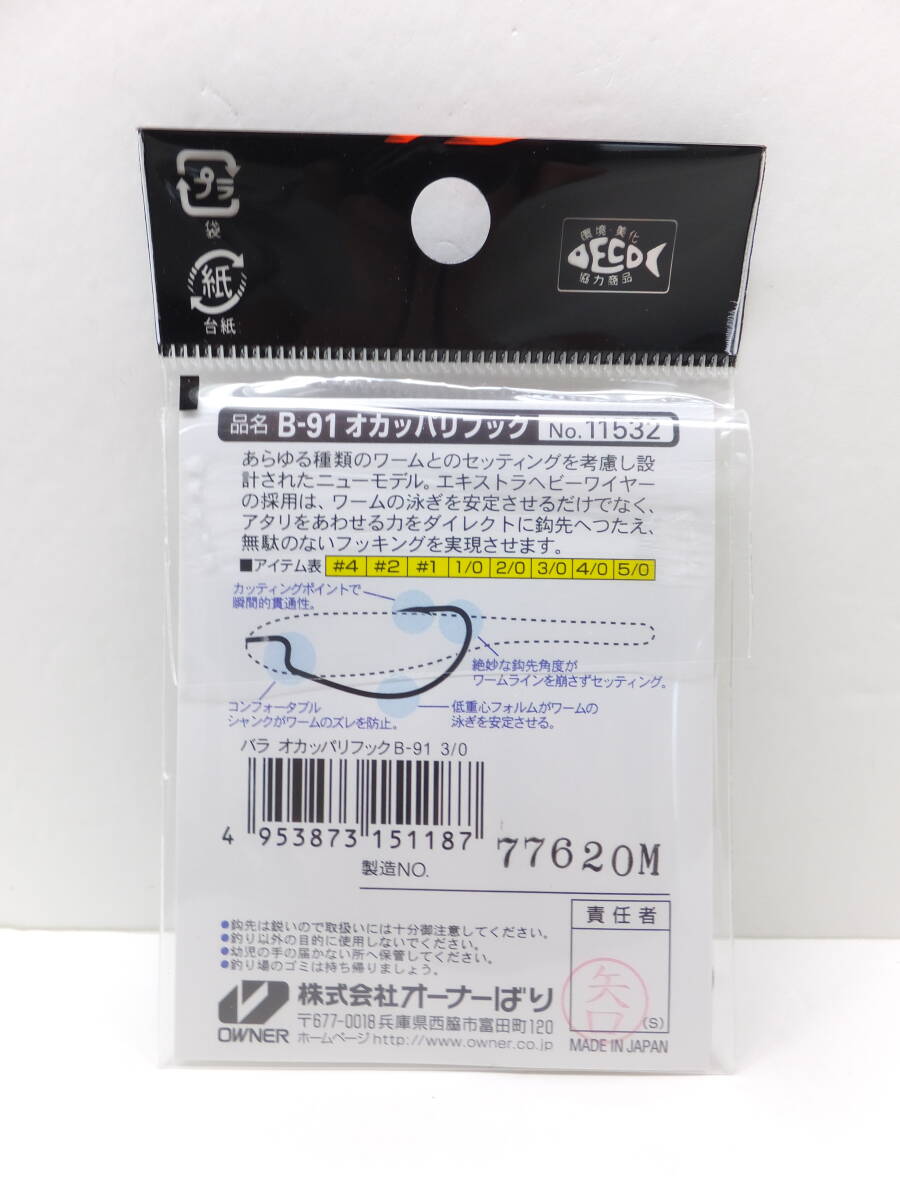 プラ
袋
紙
台紙
環境・美化
ECO
協力商品
品名 B-91 オカッパリフック No.11532
あらゆる種類のワームとのセッティングを考慮し設
計されたニューモデル。エキストラヘビーワイヤー
の採用は、ワームの泳ぎを安定させるだけでなく、
アタリをあわせる力をダイレクトに鈎先へつたえ、
無駄のないフッキングを実現させます。
■アイテム表 #4 #2 #1 1/0 2/0 3/0 4/0 5/0
カッティングポイントで
瞬間的貫通性。
絶妙な鈎先角度が
ワームラインを崩さずセッティング。
コンフォータブル
シャンクがワームのズレを防止。
低重心フォルムがワームの
泳ぎを安定させる。
バラ オカッパリフックB-91 3/0
4 953873 151187
77620M
製造NO.
●鈎先は鋭いので取扱いには十分御注意してください。
●釣り以外の目的に使用しないでください。
●幼児の手の届かない所へ保管してください。
●釣り場のゴミは持ち帰りましょう。
責任者
矢口
(S)
OWNER
株式会社オーナーばり
〒677-0018兵庫県西脇市富田町120
ホームページhttp://www.owner.co.jp
MADE IN JAPAN